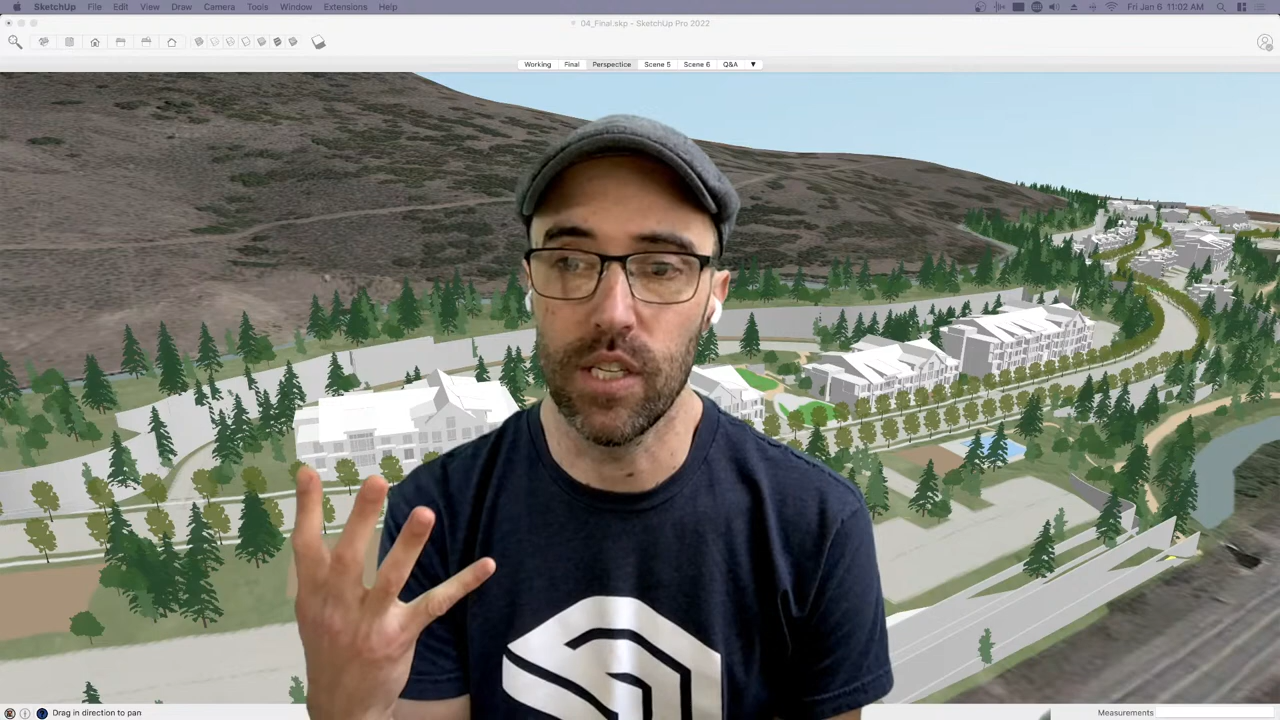 SketchUp File Edit View Draw Camera Tools Window Extensions Help Fri Jan 6 11:02 AM
04_Final.skp – SketchUp Pro 2022
Working Final Perspectice Scene 5 Scene 6 Q&A
Drag in direction to pan Measurements